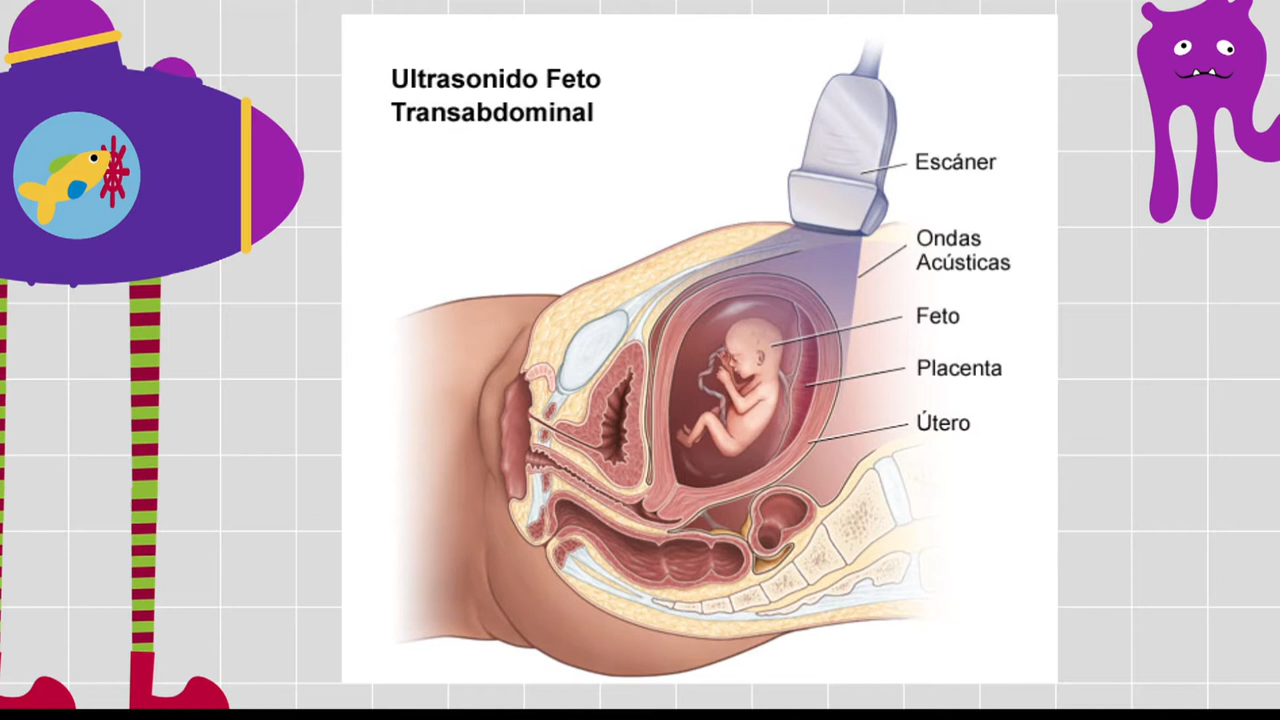 Ultrasonido Feto
Transabdominal
Escáner
Ondas
Acústicas
Feto
Placenta
Útero